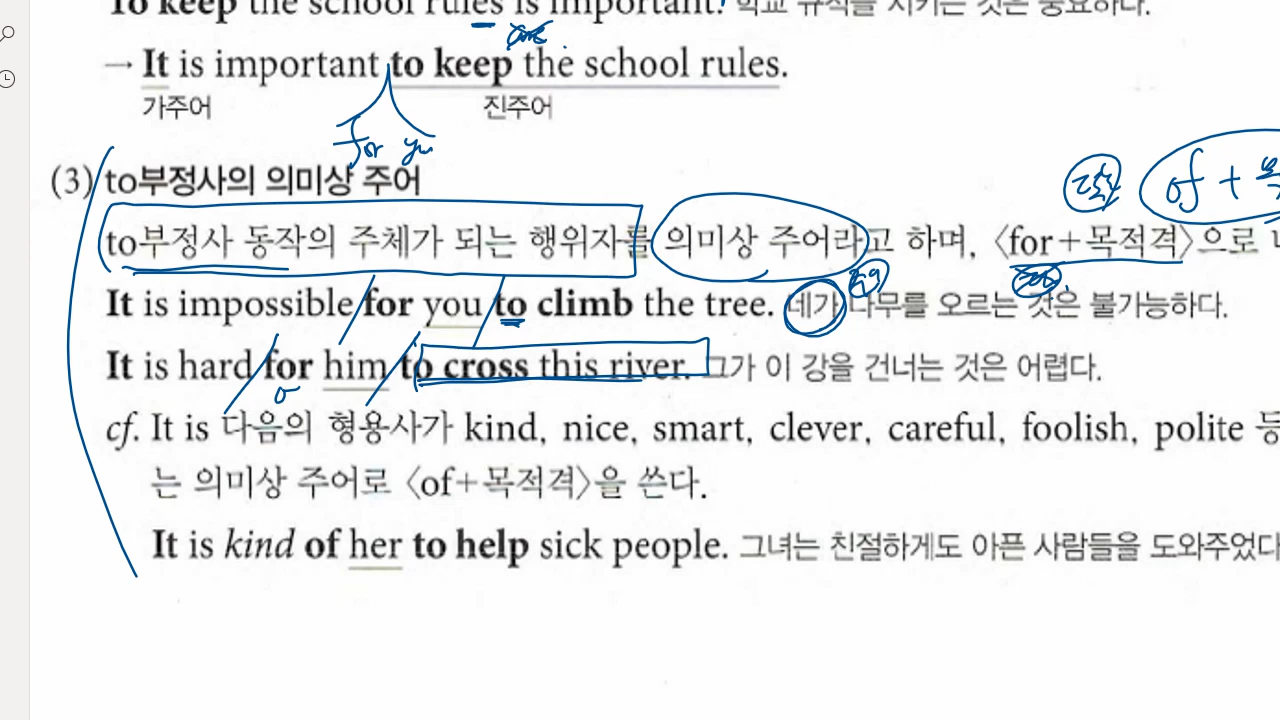 To keep the school rules is important. 학교 규칙을 지키는 것은 중요하다.
→ It is important to keep the school rules.
가주어 진주어
for you
(3) to부정사의 의미상 주어
of +
to부정사 동작의 주체가 되는 행위자를 의미상 주어라고 하며, 〈for+목적격〉으로
It is impossible for you to climb the tree. 네가 나무를 오르는 것은 불가능하다.
It is hard for him to cross this river. 그가 이 강을 건너는 것은 어렵다.
cf. It is 다음의 형용사가 kind, nice, smart, clever, careful, foolish, polite 등
는 의미상 주어로 〈of+목적격〉을 쓴다.
It is kind of her to help sick people. 그녀는 친절하게도 아픈 사람들을 도와주었다